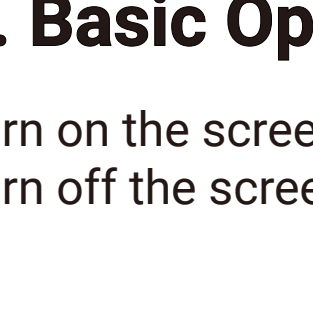 . Basic Op
rn on the scree
rn off the scree